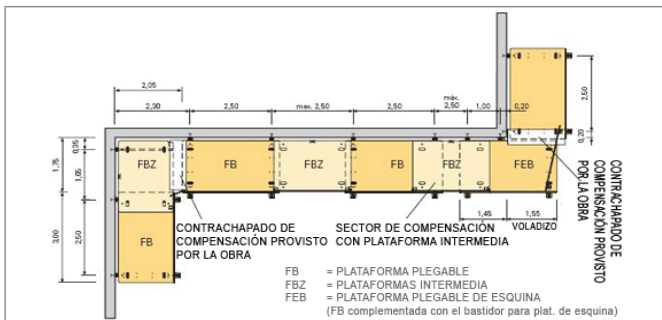 2,05
2,30
2,50
max. 2,50
2,50
máx.
2,50
1,00
0,20
2,50
0,20
0,35
1,75
1,65
3,00
2,50
FBZ
FB
FBZ
FB
FBZ
FEB
FB
1,45
1,55
VOLADIZO
CONTRACHAPADO DE
COMPENSACIÓN PROVISTO
POR LA OBRA
SECTOR DE COMPENSACIÓN
CON PLATAFORMA INTERMEDIA
CONTRACHAPADO DE
COMPENSACIÓN PROVISTO
POR LA OBRA
FB = PLATAFORMA PLEGABLE
FBZ = PLATAFORMAS INTERMEDIA
FEB = PLATAFORMA PLEGABLE DE ESQUINA
(FB complementada con el bastidor para plat. de esquina)